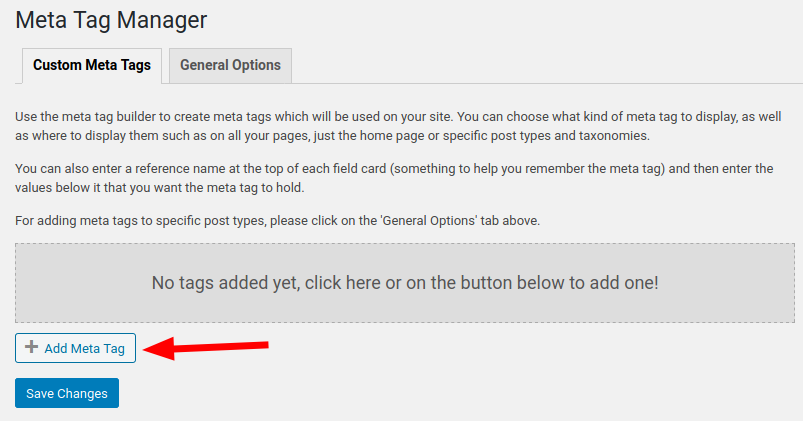 Meta Tag Manager
Custom Meta Tags
General Options
Use the meta tag builder to create meta tags which will be used on your site. You can choose what kind of meta tag to display, as well
as where to display them such as on all your pages, just the home page or specific post types and taxonomies.
You can also enter a reference name at the top of each field card (something to help you remember the meta tag) and then enter the
values below it that you want the meta tag to hold.
For adding meta tags to specific post types, please click on the 'General Options' tab above.
No tags added yet, click here or on the button below to add one!
Add Meta Tag
Save Changes